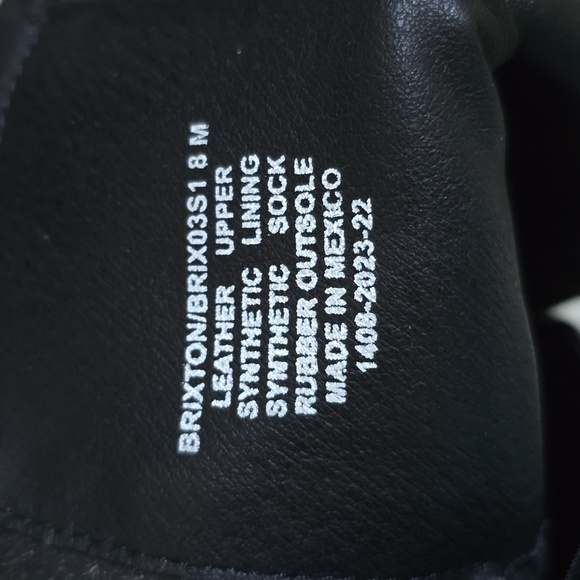 BRIXTON/BRIX03S1 8 M
LEATHER UPPER
SYNTHETIC LINING
SYNTHETIC SOCK
RUBBER OUTSOLE
MADE IN MEXICO
1408-2023-22